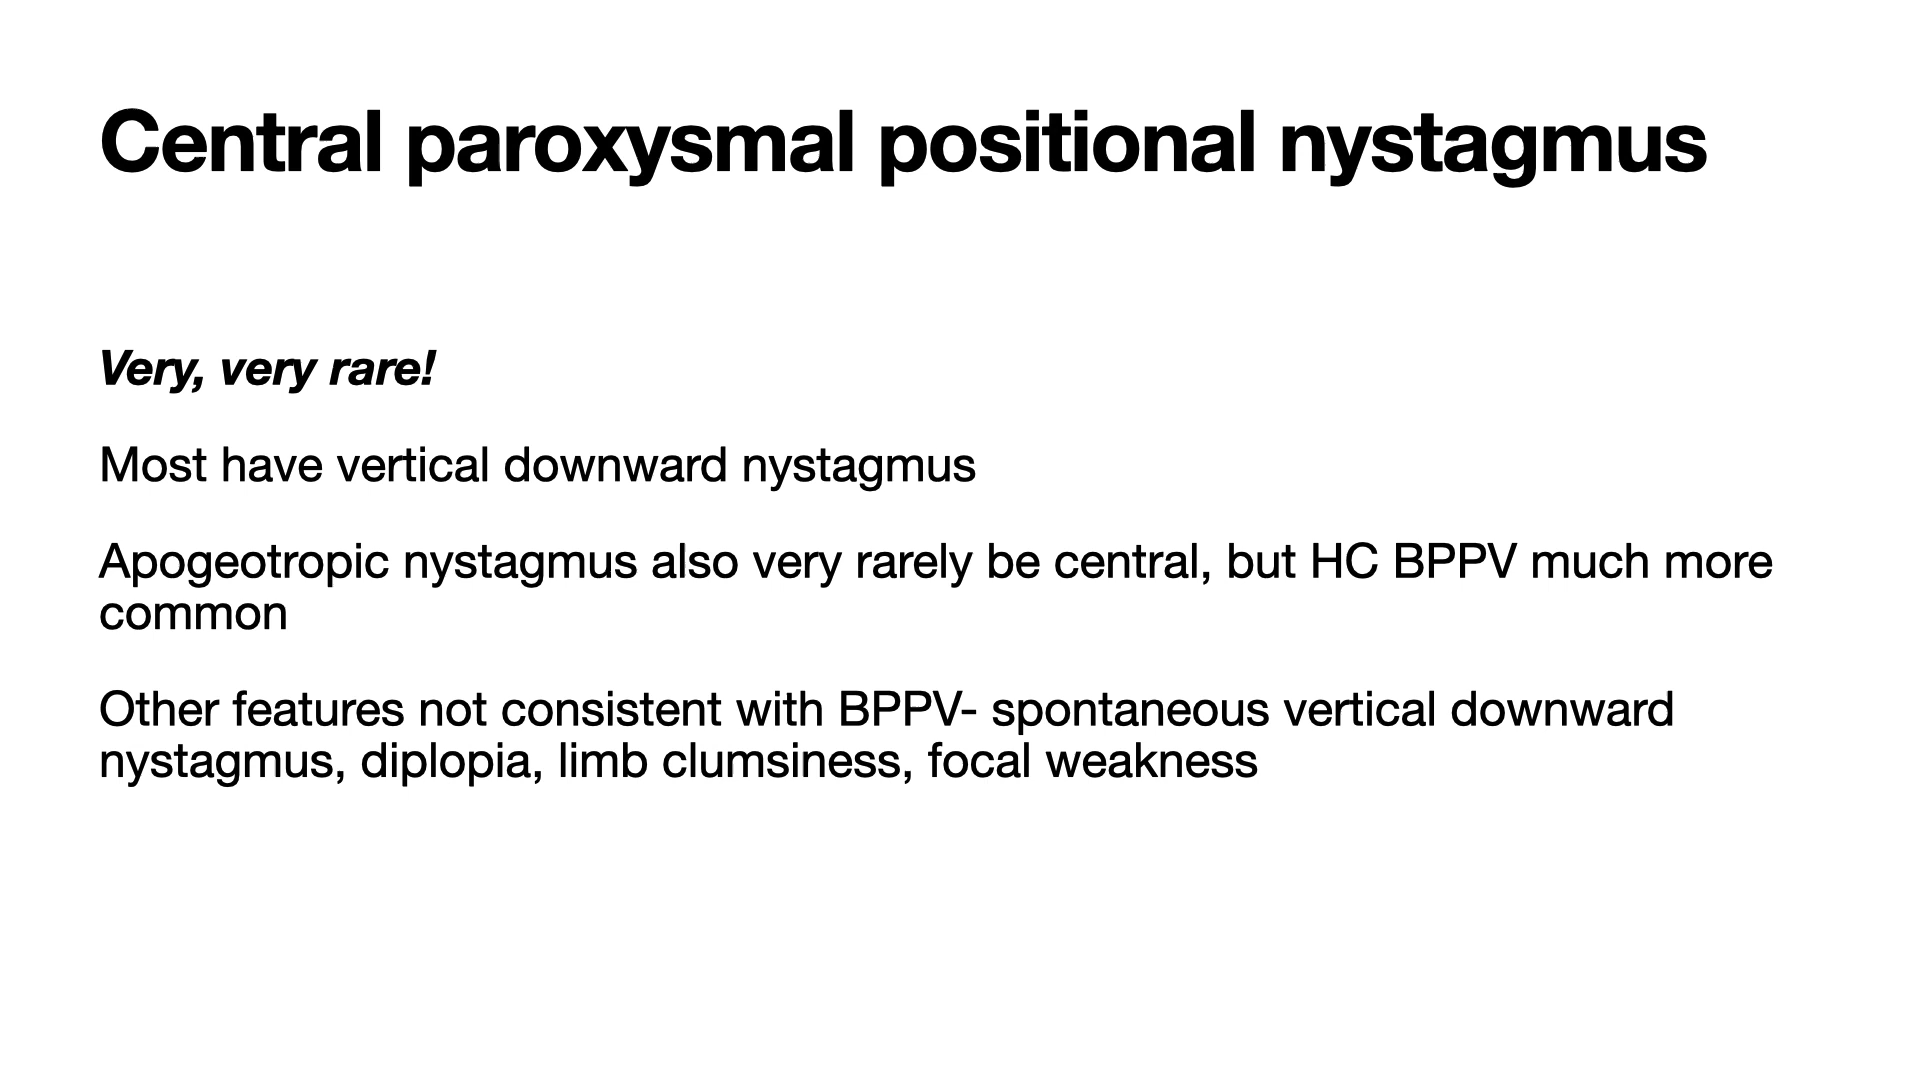 Central paroxysmal positional nystagmus
Very, very rare!
Most have vertical downward nystagmus
Apogeotropic nystagmus also very rarely be central, but HC BPPV much more
common
Other features not consistent with BPPV- spontaneous vertical downward
nystagmus, diplopia, limb clumsiness, focal weakness